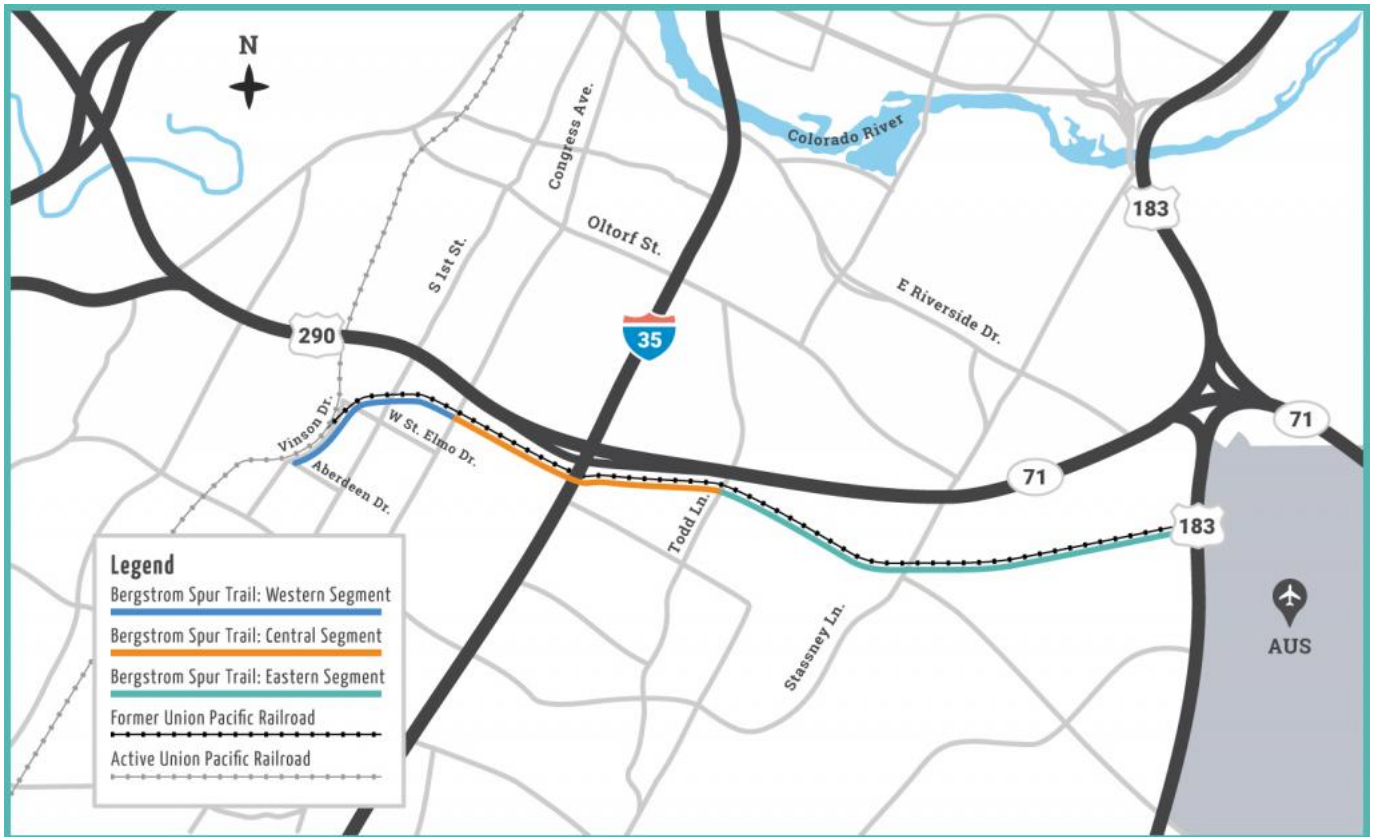 N
Congress Ave.
Colorado River
183
Oltorf St.
S 1st St.
E Riverside Dr.
290
35
71
Vinson Dr.
W St. Elmo Dr.
71
Aberdeen Dr.
Todd Ln.
183
Stassney Ln.
AUS
Legend
Bergstrom Spur Trail: Western Segment
Bergstrom Spur Trail: Central Segment
Bergstrom Spur Trail: Eastern Segment
Former Union Pacific Railroad
Active Union Pacific Railroad